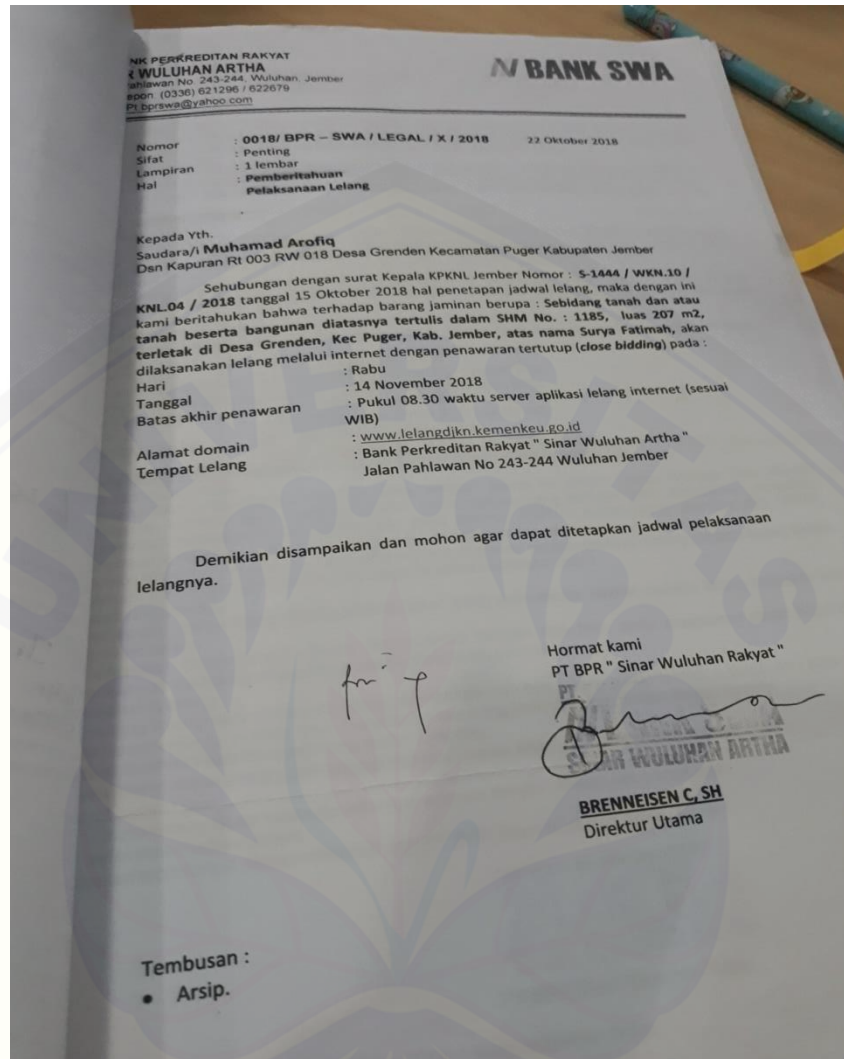 NK PERKREDITAN RAKYAT
R WULUHAN ARTHA
ahlawan No. 243-244, Wuluhan, Jember
epon (0336) 621296 / 622679
Pt.bprswa@yahoo.com
BANK SWA
Nomor : 0018/ BPR – SWA / LEGAL / X / 2018 22 Oktober 2018
Sifat : Penting
Lampiran : 1 lembar
Hal : Pemberitahuan
Pelaksanaan Lelang
Kepada Yth.
Saudara/i Muhamad Arofiq
Dsn Kapuran Rt 003 RW 018 Desa Grenden Kecamatan Puger Kabupaten Jember
Sehubungan dengan surat Kepala KPKNL Jember Nomor : S-1444 / WKN.10 /
KNL.04 / 2018 tanggal 15 Oktober 2018 hal penetapan jadwal lelang, maka dengan ini
kami beritahukan bahwa terhadap barang jaminan berupa : Sebidang tanah dan atau
tanah beserta bangunan diatasnya tertulis dalam SHM No. : 1185, luas 207 m2,
terletak di Desa Grenden, Kec Puger, Kab. Jember, atas nama Surya Fatimah, akan
dilaksanakan lelang melalui internet dengan penawaran tertutup (close bidding) pada :
Hari : Rabu
Tanggal : 14 November 2018
Batas akhir penawaran : Pukul 08.30 waktu server aplikasi lelang internet (sesuai
WIB)
Alamat domain : www.lelangdjkn.kemenkeu.go.id
Tempat Lelang : Bank Perkreditan Rakyat " Sinar Wuluhan Artha "
Jalan Pahlawan No 243-244 Wuluhan Jember
Demikian disampaikan dan mohon agar dapat ditetapkan jadwal pelaksanaan
lelangnya.
Hormat kami
PT BPR " Sinar Wuluhan Rakyat "
PT.
SINAR WULUHAN ARTHA
BRENNEISEN C, SH
Direktur Utama
Tembusan :
• Arsip.
UNIVERSITAS